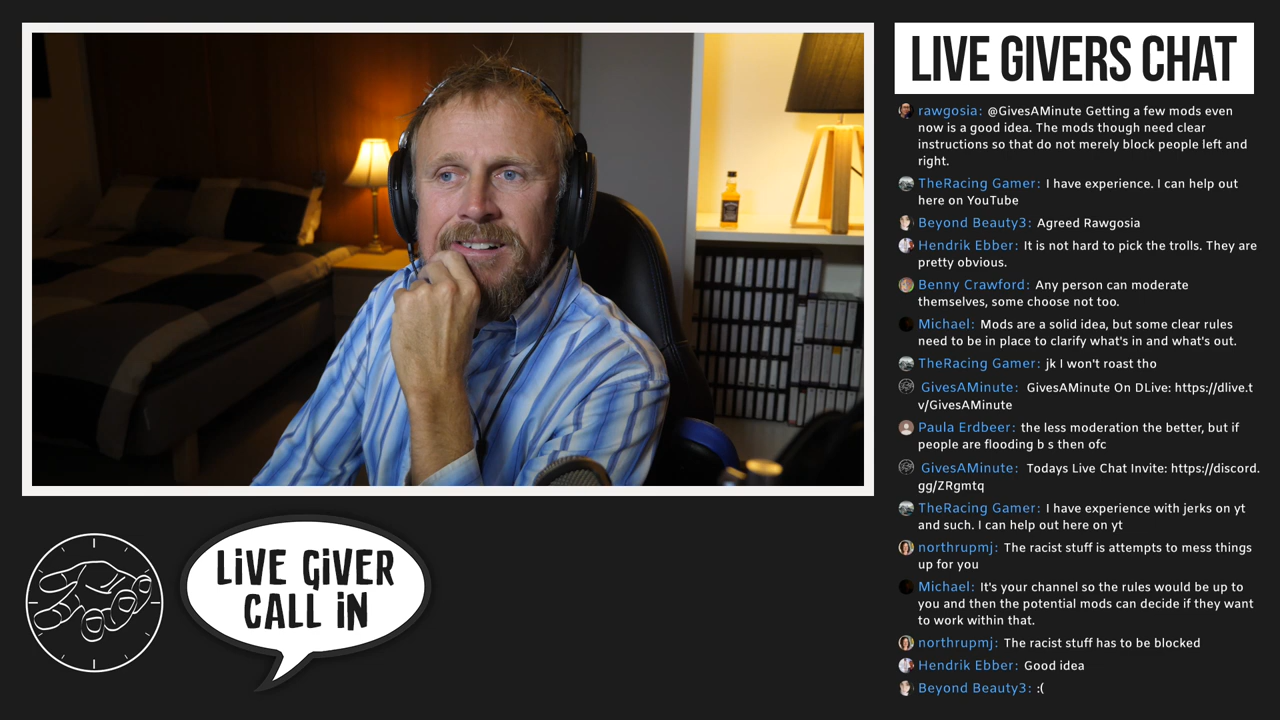 LIVE GIVERS CHAT
rawgosia: @GivesAMinute Getting a few mods even
now is a good idea. The mods though need clear
instructions so that do not merely block people left and
right.
TheRacing Gamer: I have experience. I can help out
here on YouTube
Beyond Beauty3: Agreed Rawgosia
Hendrik Ebber: It is not hard to pick the trolls. They are
pretty obvious.
Benny Crawford: Any person can moderate
themselves, some choose not too.
Michael: Mods are a solid idea, but some clear rules
need to be in place to clarify what's in and what's out.
TheRacing Gamer: jk I won't roast tho
GivesAMinute: GivesAMinute On DLive: https://dlive.t
v/GivesAMinute
Paula Erdbeer: the less moderation the better, but if
people are flooding b s then ofc
GivesAMinute: Todays Live Chat Invite: https://discord.
gg/ZRgmtq
TheRacing Gamer: I have experience with jerks on yt
and such. I can help out here on yt
northrupmj: The racist stuff is attempts to mess things
up for you
Michael: It's your channel so the rules would be up to
you and then the potential mods can decide if they want
to work within that.
northrupmj: The racist stuff has to be blocked
Hendrik Ebber: Good idea
Beyond Beauty3: :(
LiVE GiVER
CALL iN